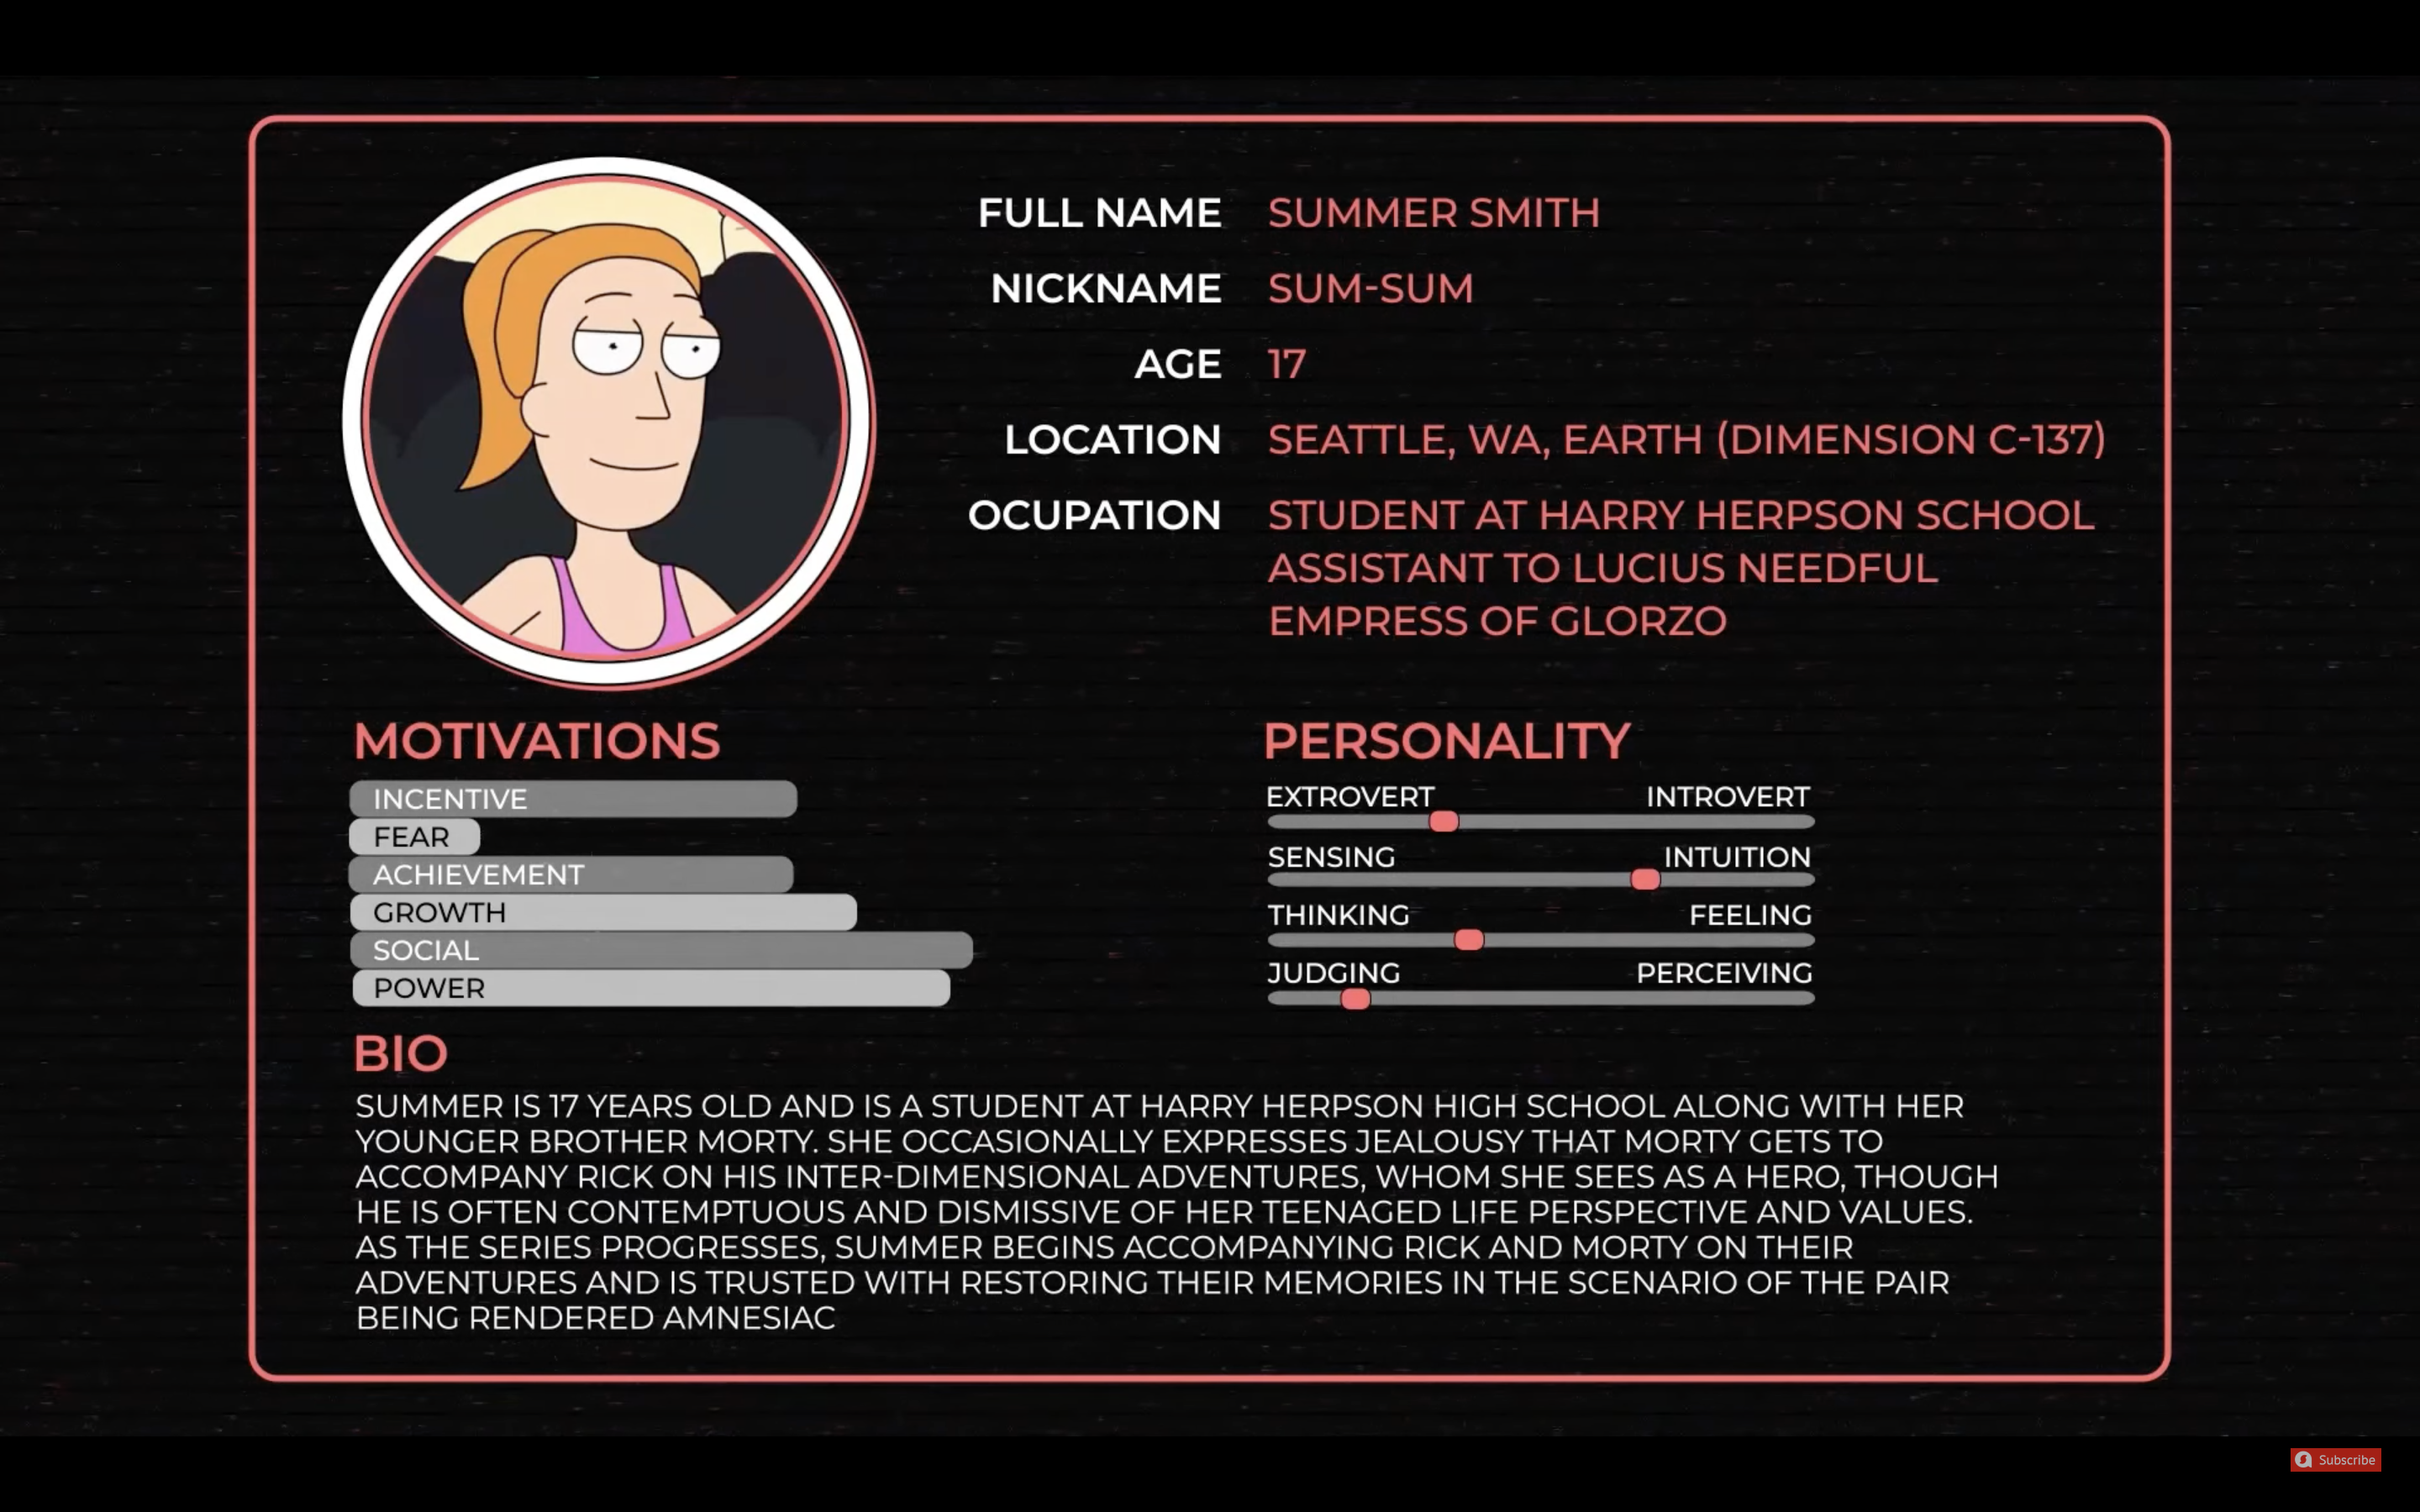 FULL NAME SUMMER SMITH
NICKNAME SUM-SUM
AGE 17
LOCATION SEATTLE, WA, EARTH (DIMENSION C-137)
OCUPATION STUDENT AT HARRY HERPSON SCHOOL
ASSISTANT TO LUCIUS NEEDFUL
EMPRESS OF GLORZO
MOTIVATIONS
INCENTIVE
FEAR
ACHIEVEMENT
GROWTH
SOCIAL
POWER
PERSONALITY
EXTROVERT INTROVERT
SENSING INTUITION
THINKING FEELING
JUDGING PERCEIVING
BIO
SUMMER IS 17 YEARS OLD AND IS A STUDENT AT HARRY HERPSON HIGH SCHOOL ALONG WITH HER
YOUNGER BROTHER MORTY. SHE OCCASIONALLY EXPRESSES JEALOUSY THAT MORTY GETS TO
ACCOMPANY RICK ON HIS INTER-DIMENSIONAL ADVENTURES, WHOM SHE SEES AS A HERO, THOUGH
HE IS OFTEN CONTEMPTUOUS AND DISMISSIVE OF HER TEENAGED LIFE PERSPECTIVE AND VALUES.
AS THE SERIES PROGRESSES, SUMMER BEGINS ACCOMPANYING RICK AND MORTY ON THEIR
ADVENTURES AND IS TRUSTED WITH RESTORING THEIR MEMORIES IN THE SCENARIO OF THE PAIR
BEING RENDERED AMNESIAC
Subscribe